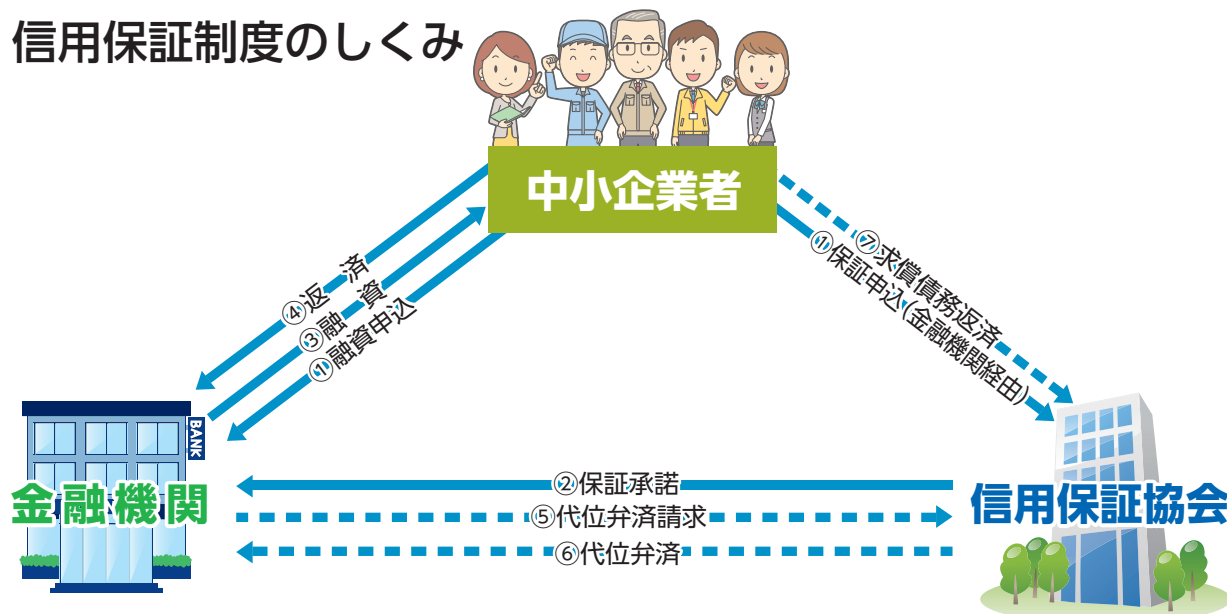 信用保証制度のしくみ
中小企業者
④返済
③融資
①融資申込
⑦求償債務返済
①保証申込(金融機関経由)
BANK
金融機関
②保証承諾
⑤代位弁済請求
⑥代位弁済
信用保証協会